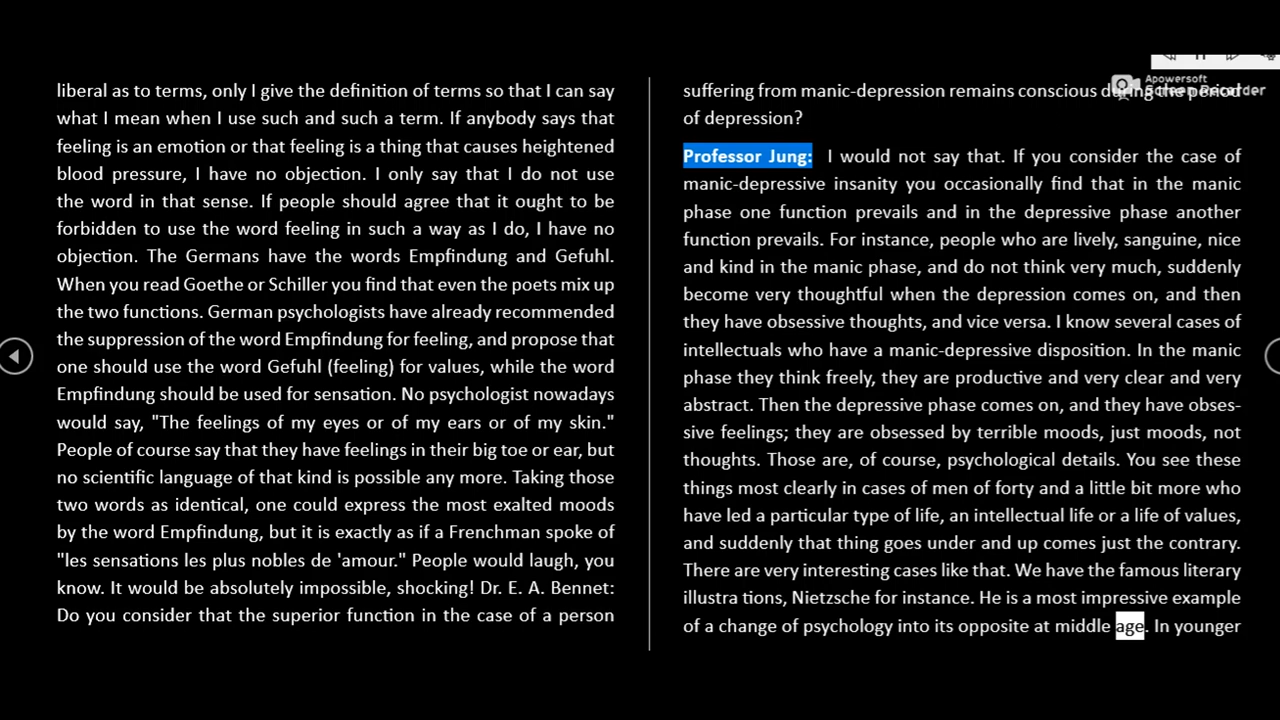 liberal as to terms, only I give the definition of terms so that I can say
what I mean when I use such and such a term. If anybody says that
feeling is an emotion or that feeling is a thing that causes heightened
blood pressure, I have no objection. I only say that I do not use
the word in that sense. If people should agree that it ought to be
forbidden to use the word feeling in such a way as I do, I have no
objection. The Germans have the words Empfindung and Gefuhl.
When you read Goethe or Schiller you find that even the poets mix up
the two functions. German psychologists have already recommended
the suppression of the word Empfindung for feeling, and propose that
one should use the word Gefuhl (feeling) for values, while the word
Empfindung should be used for sensation. No psychologist nowadays
would say, "The feelings of my eyes or of my ears or of my skin."
People of course say that they have feelings in their big toe or ear, but
no scientific language of that kind is possible any more. Taking those
two words as identical, one could express the most exalted moods
by the word Empfindung, but it is exactly as if a Frenchman spoke of
"les sensations les plus nobles de 'amour." People would laugh, you
know. It would be absolutely impossible, shocking! Dr. E. A. Bennet:
Do you consider that the superior function in the case of a person
suffering from manic-depression remains conscious during the period
of depression?
Professor Jung: I would not say that. If you consider the case of
manic-depressive insanity you occasionally find that in the manic
phase one function prevails and in the depressive phase another
function prevails. For instance, people who are lively, sanguine, nice
and kind in the manic phase, and do not think very much, suddenly
become very thoughtful when the depression comes on, and then
they have obsessive thoughts, and vice versa. I know several cases of
intellectuals who have a manic-depressive disposition. In the manic
phase they think freely, they are productive and very clear and very
abstract. Then the depressive phase comes on, and they have obses-
sive feelings; they are obsessed by terrible moods, just moods, not
thoughts. Those are, of course, psychological details. You see these
things most clearly in cases of men of forty and a little bit more who
have led a particular type of life, an intellectual life or a life of values,
and suddenly that thing goes under and up comes just the contrary.
There are very interesting cases like that. We have the famous literary
illustra tions, Nietzsche for instance. He is a most impressive example
of a change of psychology into its opposite at middle age. In younger
Apowersoft
Screen Recorder